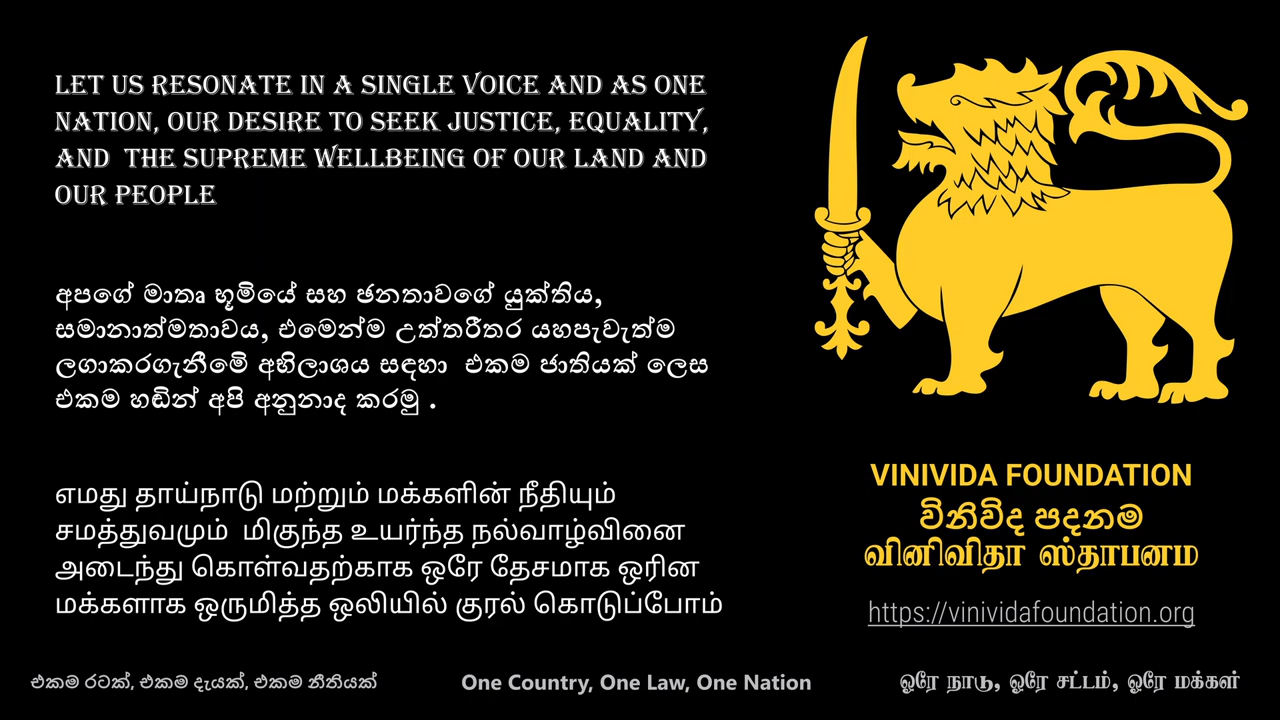 LET US RESONATE IN A SINGLE VOICE AND AS ONE
NATION, OUR DESIRE TO SEEK JUSTICE, EQUALITY,
AND THE SUPREME WELLBEING OF OUR LAND AND
OUR PEOPLE
අපගේ මාතෘ භූමියේ සහ ඡනතාවගේ යුක්තිය,
සමානාත්මතාවය, එමෙන්ම උත්තරීතර යහපැවැත්ම
ලගාකරගැනීමේි අභිලාශය සඳහා එකම ජාතියක් ලෙස
එකම හඬින් අපි අනුනාද කරමු .
எமது தாய்நாடு மற்றும் மக்களின் நீதியும்
சமத்துவமும் மிகுந்த உயர்ந்த நல்வாழ்வினை
அடைந்து கொள்வதற்காக ஒரே தேசமாக ஒரின
மக்களாக ஒருமித்த ஒலியில் குரல் கொடுப்போம்
VINIVIDA FOUNDATION
විනිවිද පදනම
வினிவிதா ஸ்தாபனம
https://vinividafoundation.org
එකම රටක්, එකම දැයක්, එකම නීතියක්
One Country, One Law, One Nation
ஓரே நாடு, ஓரே சட்டம், ஓரே மக்கள்